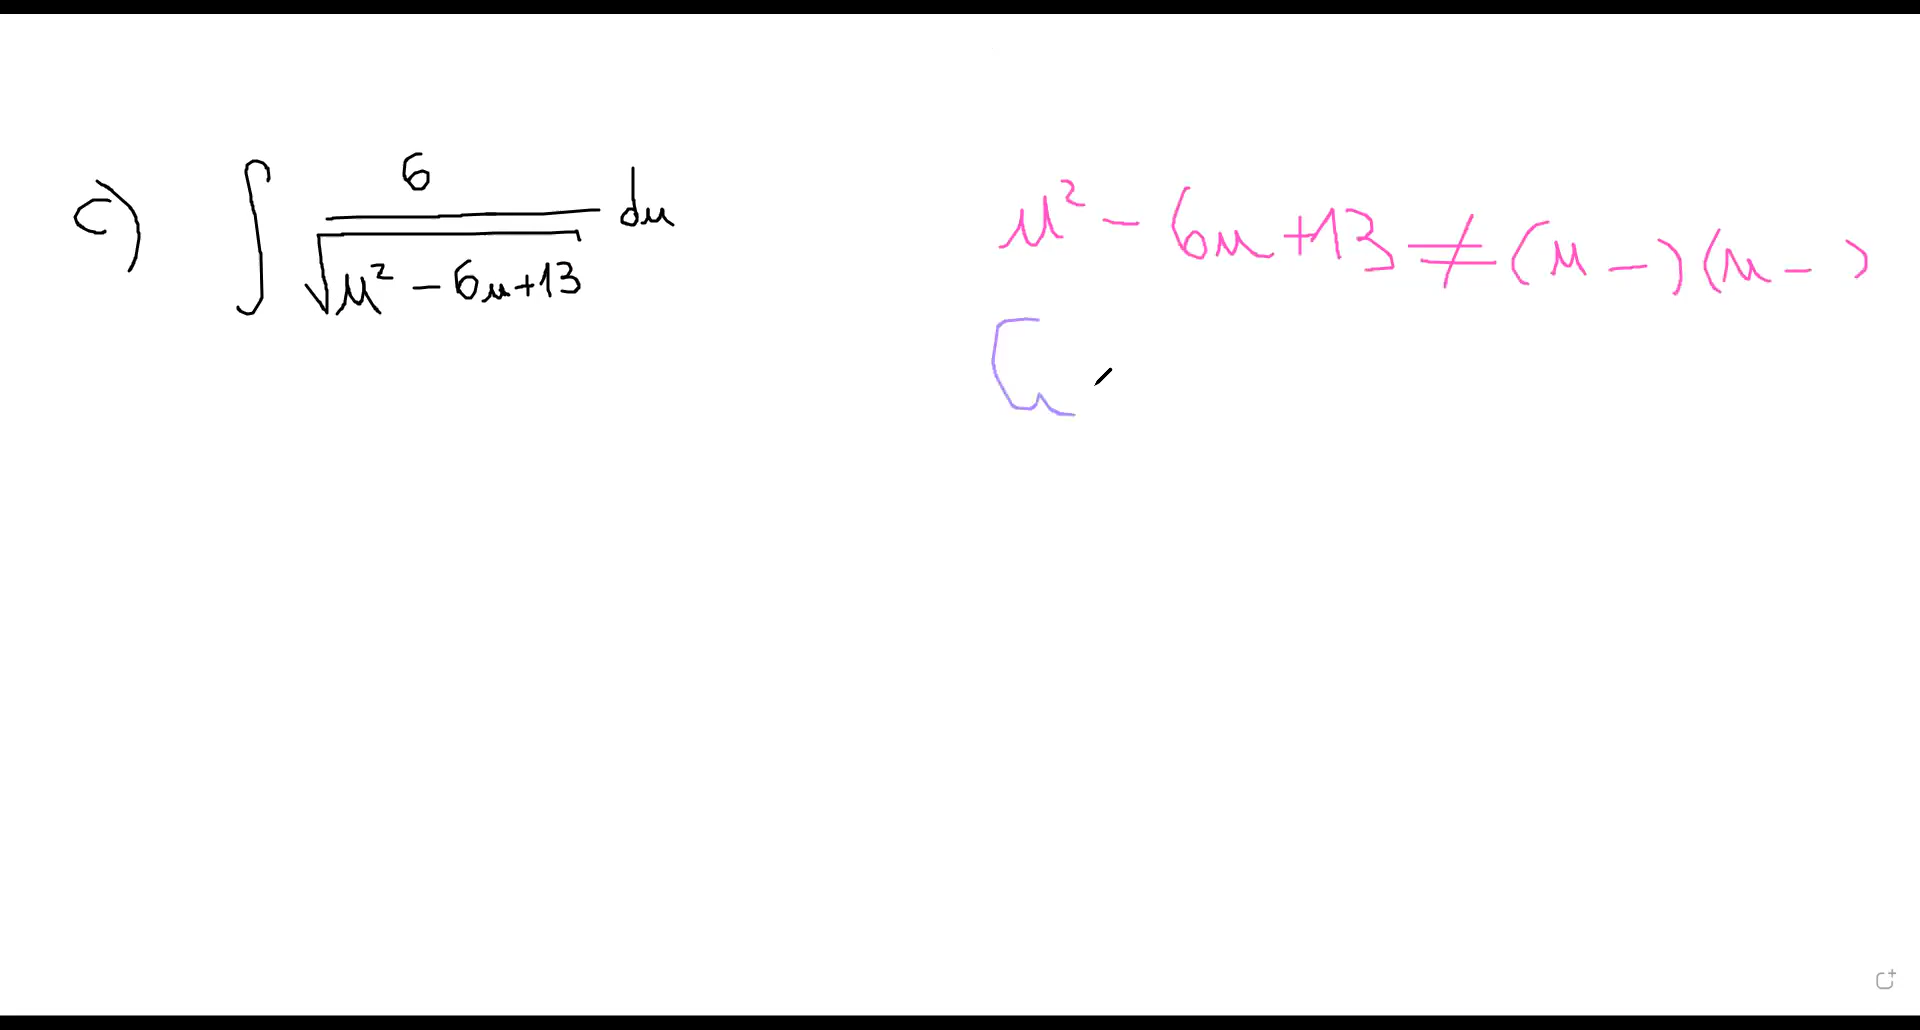 c) ∫ 6 / √(u² - 6u + 13) du
u² - 6u + 13 ≠ (u - )(u - )